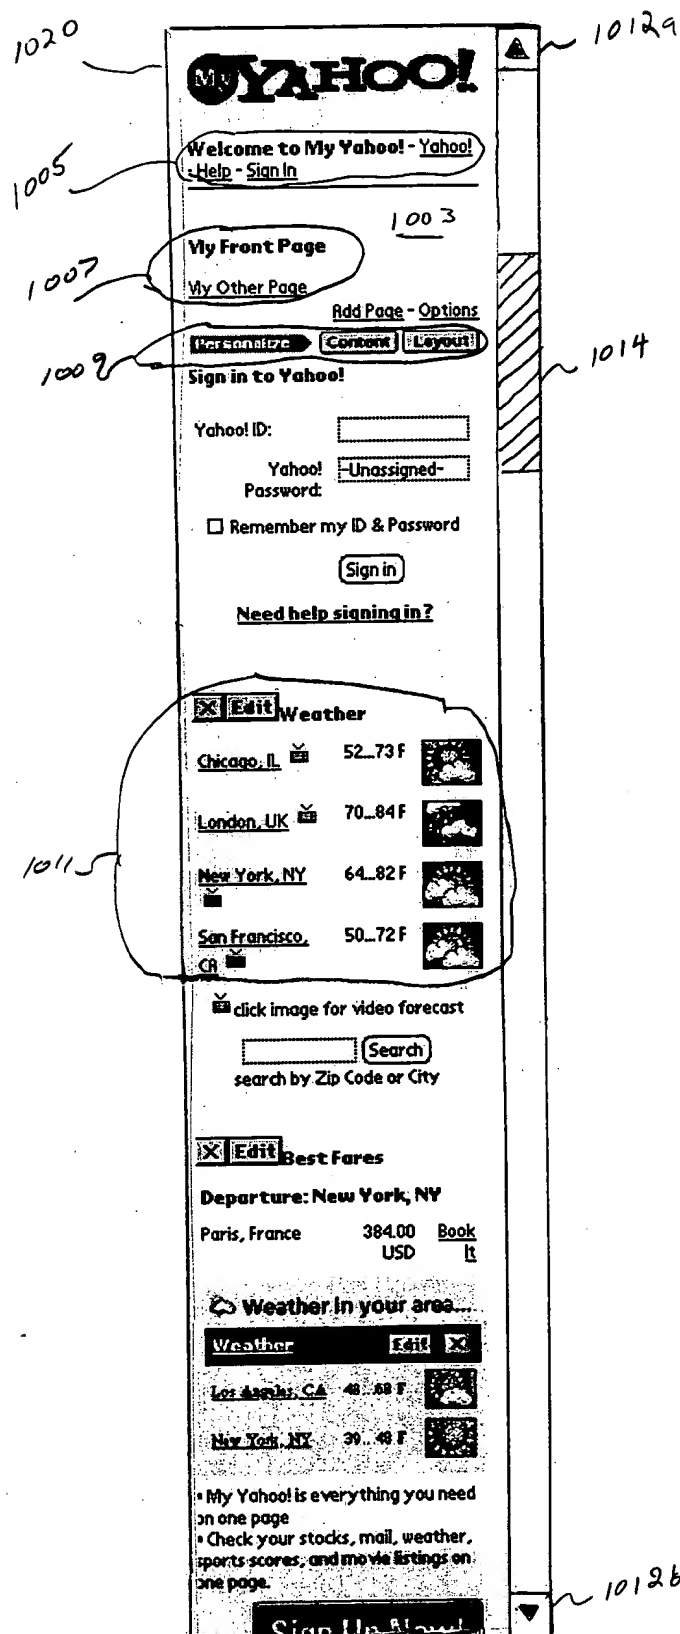 1020
1012a
My YAHOO!
Welcome to My Yahoo! - Yahoo!
- Help - Sign In
1005
1003
My Front Page
1007
My Other Page
Add Page - Options
Personalize Content Layout
1009
1014
Sign in to Yahoo!
Yahoo! ID:
Yahoo! -Unassigned-
Password:
Remember my ID & Password
Sign in
Need help signing in?
X Edit Weather
Chicago, IL 52...73 F
London, UK 70...84 F
1011
New York, NY 64...82 F
San Francisco, 50...72 F
CA
click image for video forecast
Search
search by Zip Code or City
X Edit Best Fares
Departure: New York, NY
Paris, France 384.00 Book
USD It
Weather in your area...
Weather Edit X
Los Angeles, CA 48...68 F
New York, NY 39...48 F
• My Yahoo! is everything you need
on one page
• Check your stocks, mail, weather,
sports scores, and movie listings on
one page.
1012b
Sign Up Now!